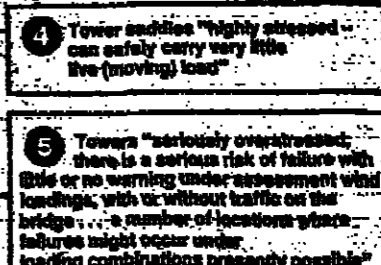 4 Tower saddles "highly stressed –
can safely carry very little
live (moving) load"
5 Towers "seriously overstressed;
there is a serious risk of failure with
little or no warning under assessment wind
loadings, with or without traffic on the
bridge . . . a number of locations where
failures might occur under
loading combinations presently possible"